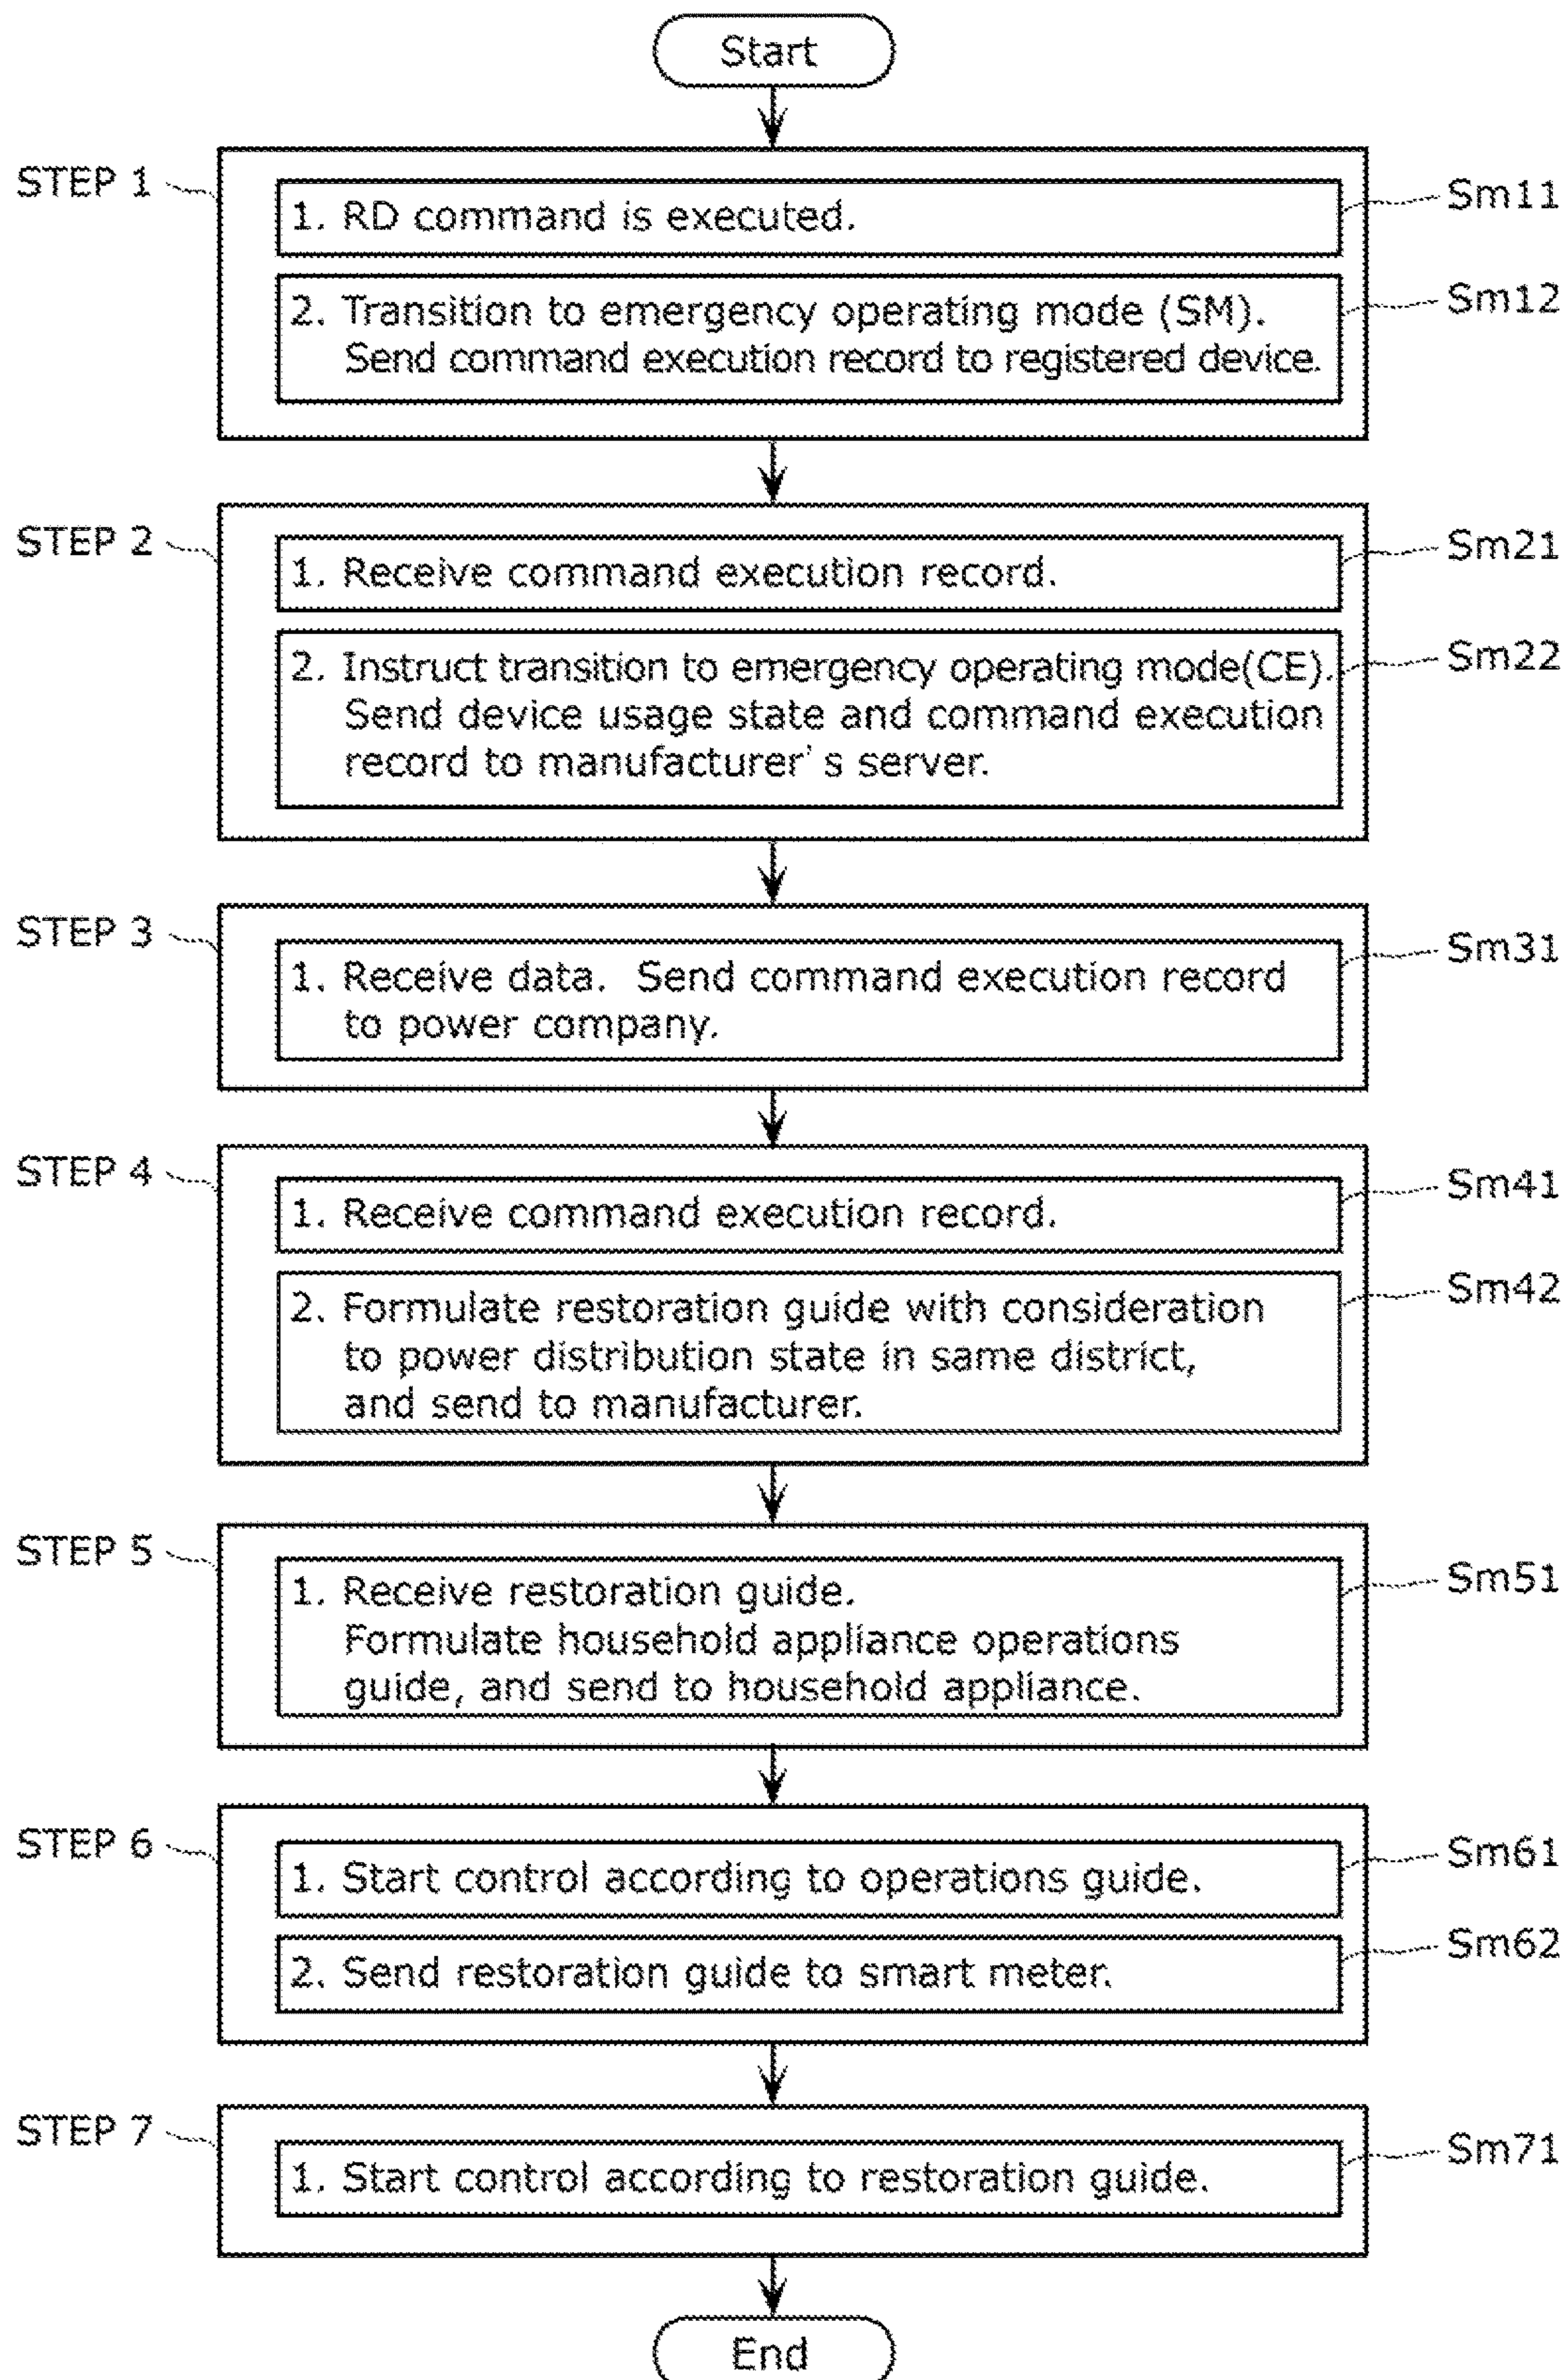 Start
STEP 1
1. RD command is executed.
Sm11
2. Transition to emergency operating mode (SM).
Send command execution record to registered device.
Sm12
STEP 2
1. Receive command execution record.
Sm21
2. Instruct transition to emergency operating mode(CE).
Send device usage state and command execution
record to manufacturer's server.
Sm22
STEP 3
1. Receive data. Send command execution record
to power company.
Sm31
STEP 4
1. Receive command execution record.
Sm41
2. Formulate restoration guide with consideration
to power distribution state in same district,
and send to manufacturer.
Sm42
STEP 5
1. Receive restoration guide.
Formulate household appliance operations
guide, and send to household appliance.
Sm51
STEP 6
1. Start control according to operations guide.
Sm61
2. Send restoration guide to smart meter.
Sm62
STEP 7
1. Start control according to restoration guide.
Sm71
End